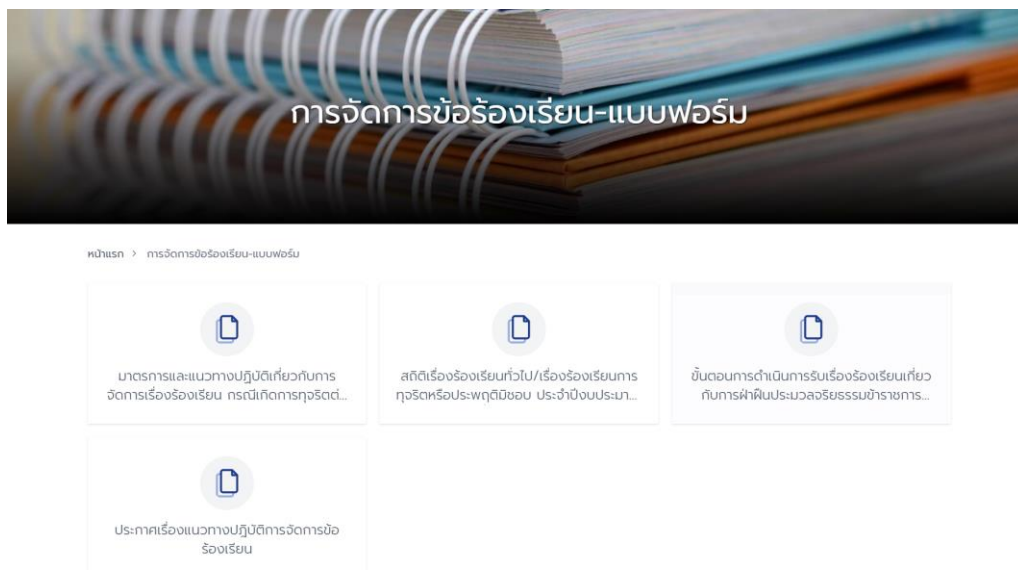 การจัดการข้อร้องเรียน-แบบฟอร์ม
หน้าแรก > การจัดการข้อร้องเรียน-แบบฟอร์ม
มาตรการและแนวทางปฏิบัติเกี่ยวกับการ
จัดการเรื่องร้องเรียน กรณีเกิดการทุจริตต่...
สถิติเรื่องร้องเรียนทั่วไป/เรื่องร้องเรียนการ
ทุจริตหรือประพฤติมิชอบ ประจำปีงบประมา...
ขั้นตอนการดำเนินการรับเรื่องร้องเรียนเกี่ยว
กับการฝ่าฝืนประมวลจริยธรรมข้าราชการ...
ประกาศเรื่องแนวทางปฏิบัติการจัดการข้อ
ร้องเรียน